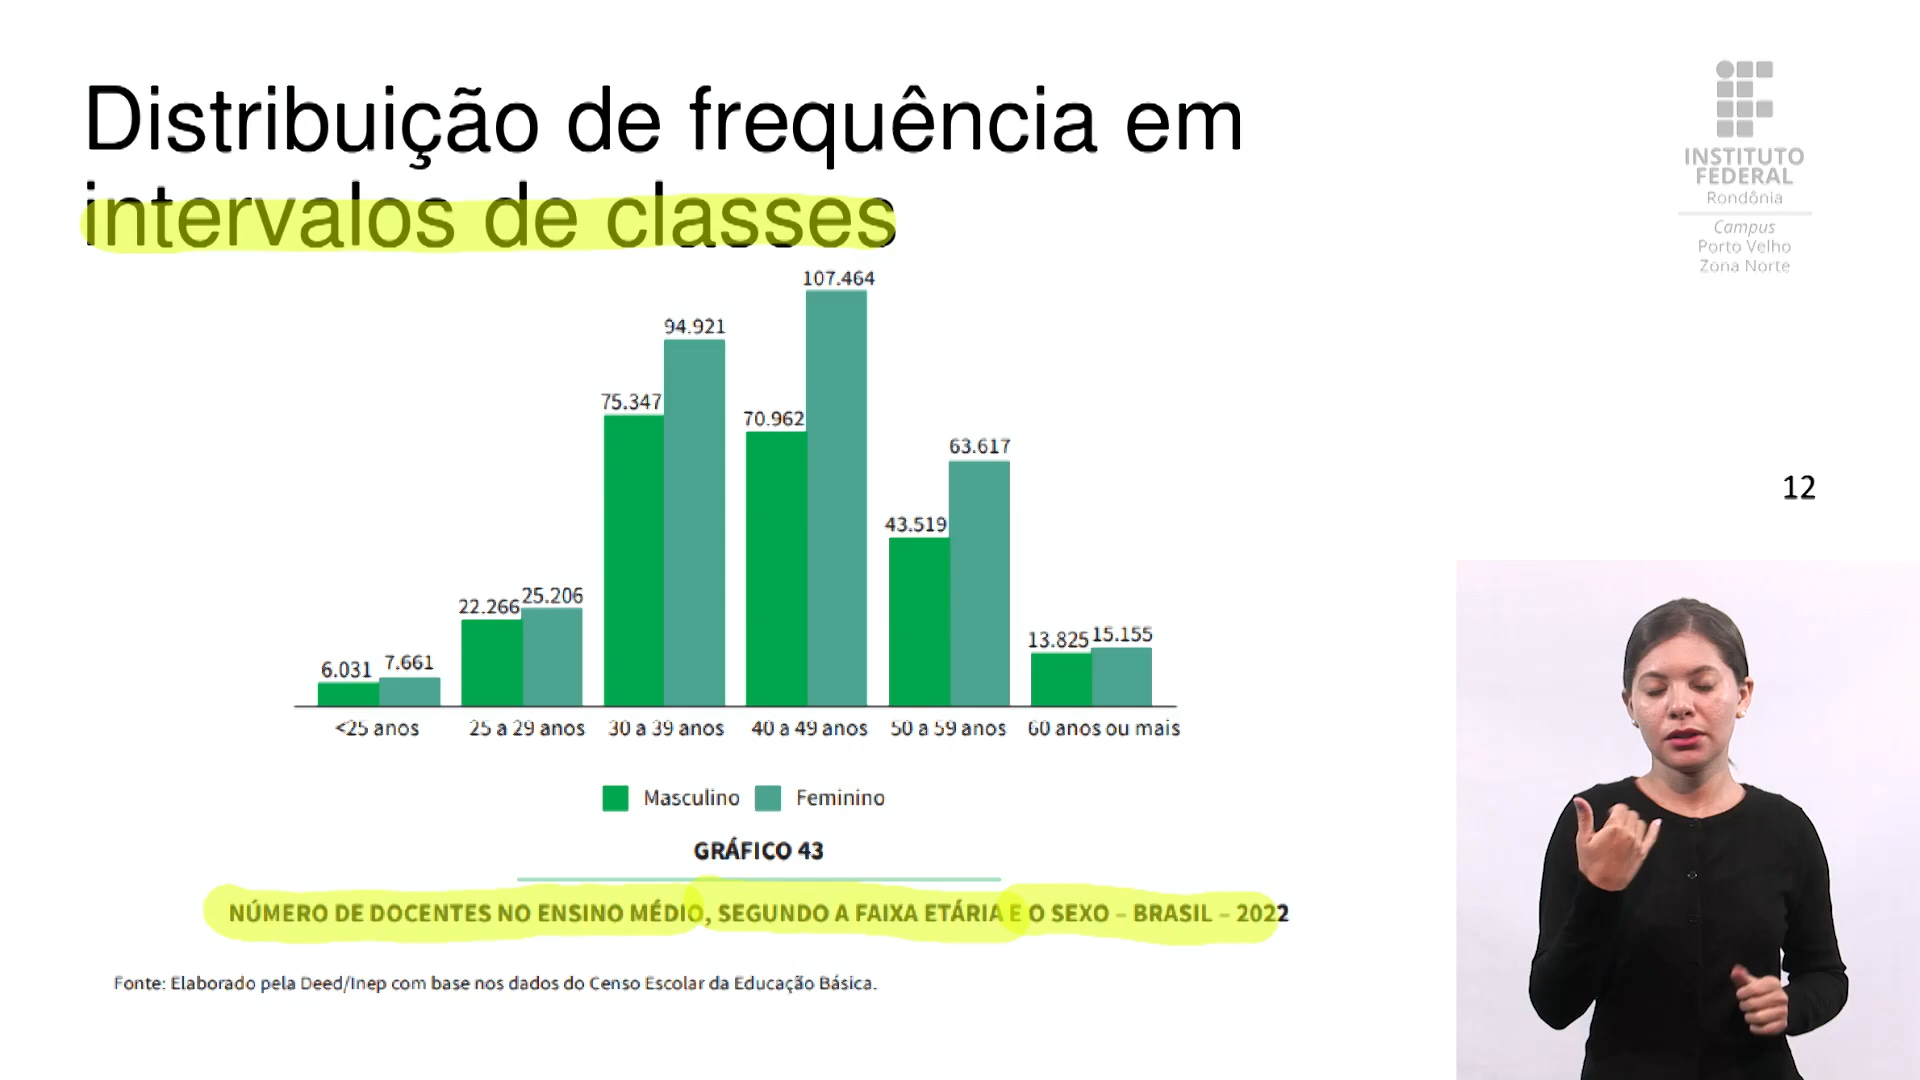 Distribuição de frequência em
intervalos de classes
INSTITUTO
FEDERAL
Rondônia
Campus
Porto Velho
Zona Norte
107.464
94.921
75.347
70.962
63.617
43.519
22.266 25.206
13.825 15.155
6.031 7.661
<25 anos 25 a 29 anos 30 a 39 anos 40 a 49 anos 50 a 59 anos 60 anos ou mais
12
Masculino Feminino
GRÁFICO 43
NÚMERO DE DOCENTES NO ENSINO MÉDIO, SEGUNDO A FAIXA ETÁRIA E O SEXO – BRASIL – 2022
Fonte: Elaborado pela Deed/Inep com base nos dados do Censo Escolar da Educação Básica.